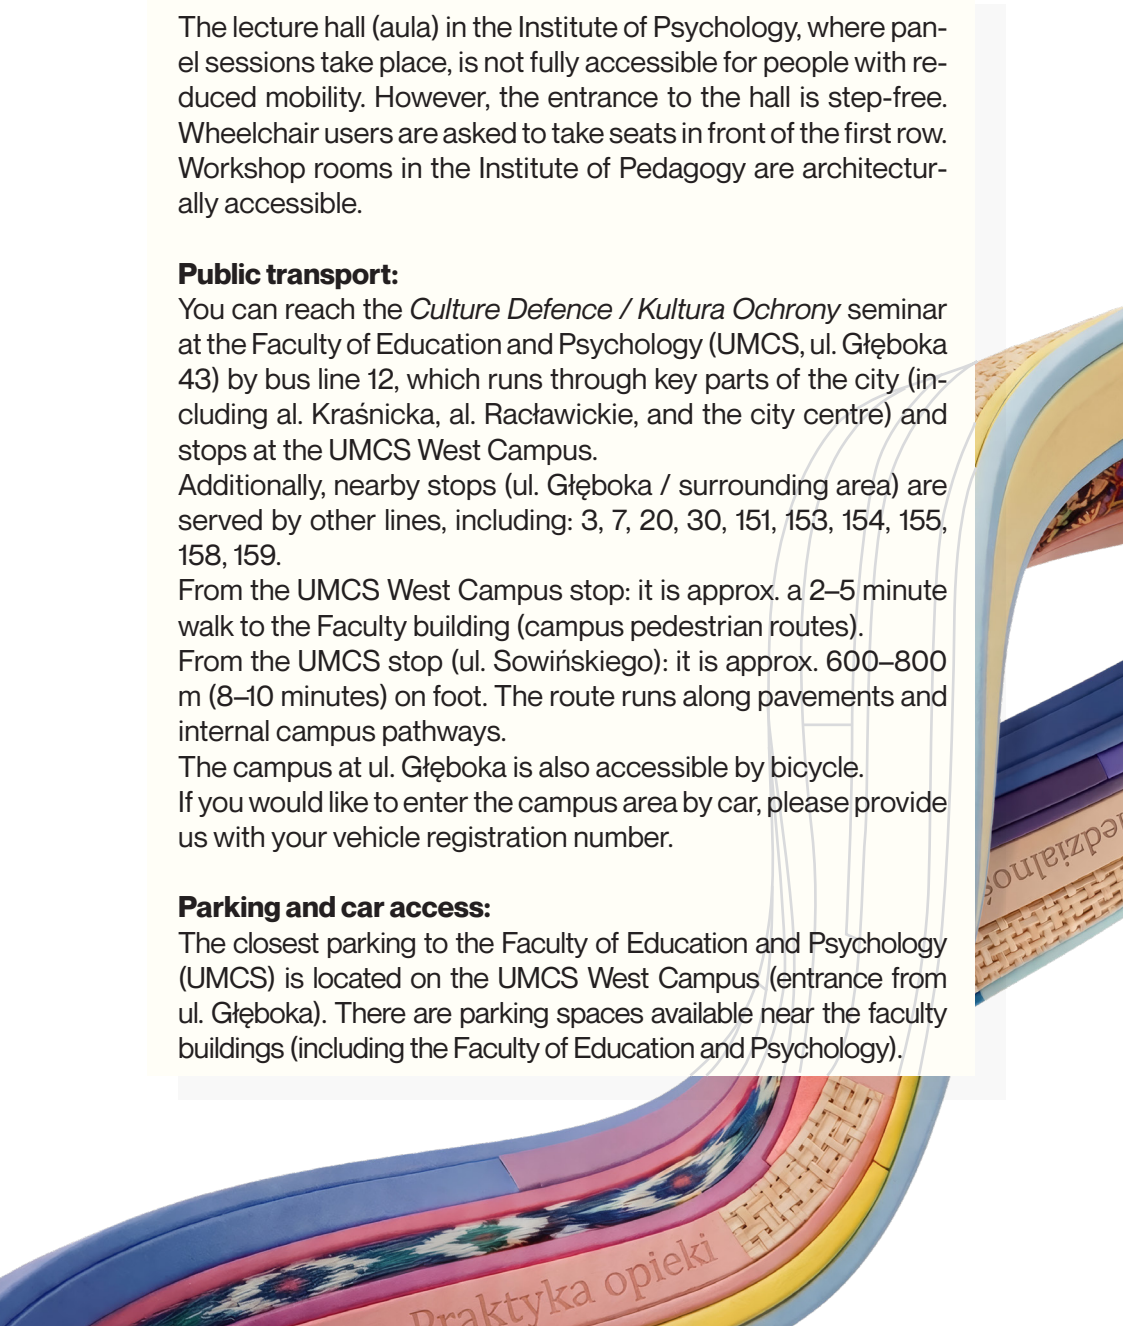 The lecture hall (aula) in the Institute of Psychology, where pan-
el sessions take place, is not fully accessible for people with re-
duced mobility. However, the entrance to the hall is step-free.
Wheelchair users are asked to take seats in front of the first row.
Workshop rooms in the Institute of Pedagogy are architectur-
ally accessible.
Public transport:
You can reach the Culture Defence / Kultura Ochrony seminar
at the Faculty of Education and Psychology (UMCS, ul. Głęboka
43) by bus line 12, which runs through key parts of the city (in-
cluding al. Kraśnicka, al. Racławickie, and the city centre) and
stops at the UMCS West Campus.
Additionally, nearby stops (ul. Głęboka / surrounding area) are
served by other lines, including: 3, 7, 20, 30, 151, 153, 154, 155,
158, 159.
From the UMCS West Campus stop: it is approx. a 2–5 minute
walk to the Faculty building (campus pedestrian routes).
From the UMCS stop (ul. Sowińskiego): it is approx. 600–800
m (8–10 minutes) on foot. The route runs along pavements and
internal campus pathways.
The campus at ul. Głęboka is also accessible by bicycle.
If you would like to enter the campus area by car, please provide
us with your vehicle registration number.
Parking and car access:
The closest parking to the Faculty of Education and Psychology
(UMCS) is located on the UMCS West Campus (entrance from
ul. Głęboka). There are parking spaces available near the faculty
buildings (including the Faculty of Education and Psychology).
Praktyka opieki